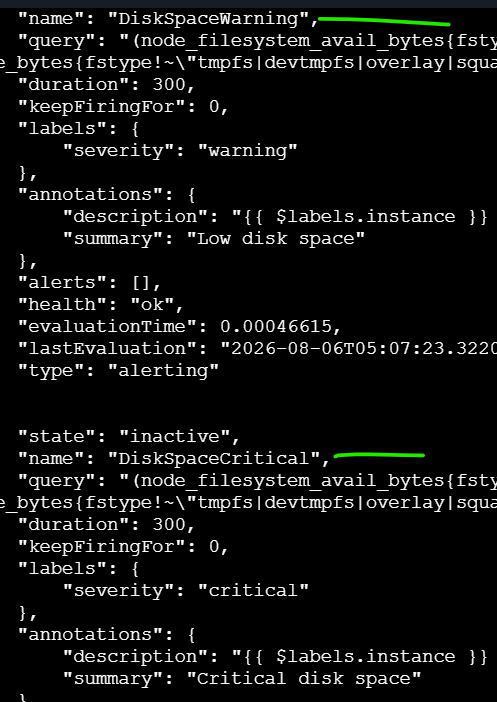 "name": "DiskSpaceWarning",
"query": "(node_filesystem_avail_bytes{fsty
e_bytes{fstype!~\"tmpfs|devtmpfs|overlay|squa
"duration": 300,
"keepFiringFor": 0,
"labels": {
"severity": "warning"
},
"annotations": {
"description": "{{ $labels.instance }}
"summary": "Low disk space"
},
"alerts": [],
"health": "ok",
"evaluationTime": 0.00046615,
"lastEvaluation": "2026-08-06T05:07:23.3220
"type": "alerting"
"state": "inactive",
"name": "DiskSpaceCritical",
"query": "(node_filesystem_avail_bytes{fsty
e_bytes{fstype!~\"tmpfs|devtmpfs|overlay|squa
"duration": 300,
"keepFiringFor": 0,
"labels": {
"severity": "critical"
},
"annotations": {
"description": "{{ $labels.instance }}
"summary": "Critical disk space"